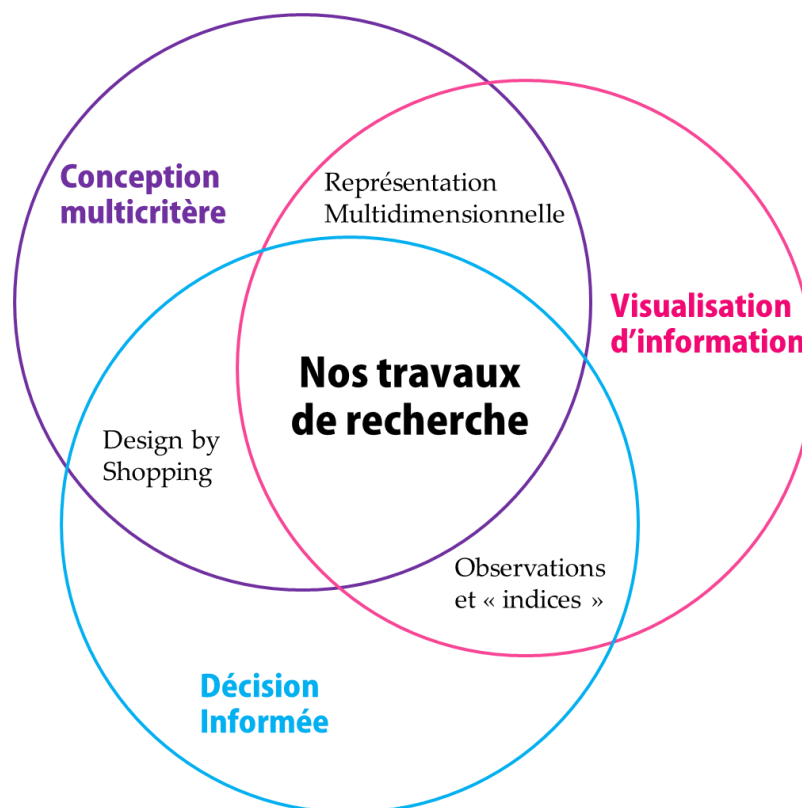 Conception
multicritère
Représentation
Multidimensionnelle
Visualisation
d'information
Nos travaux
de recherche
Design by
Shopping
Observations
et « indices »
Décision
Informée